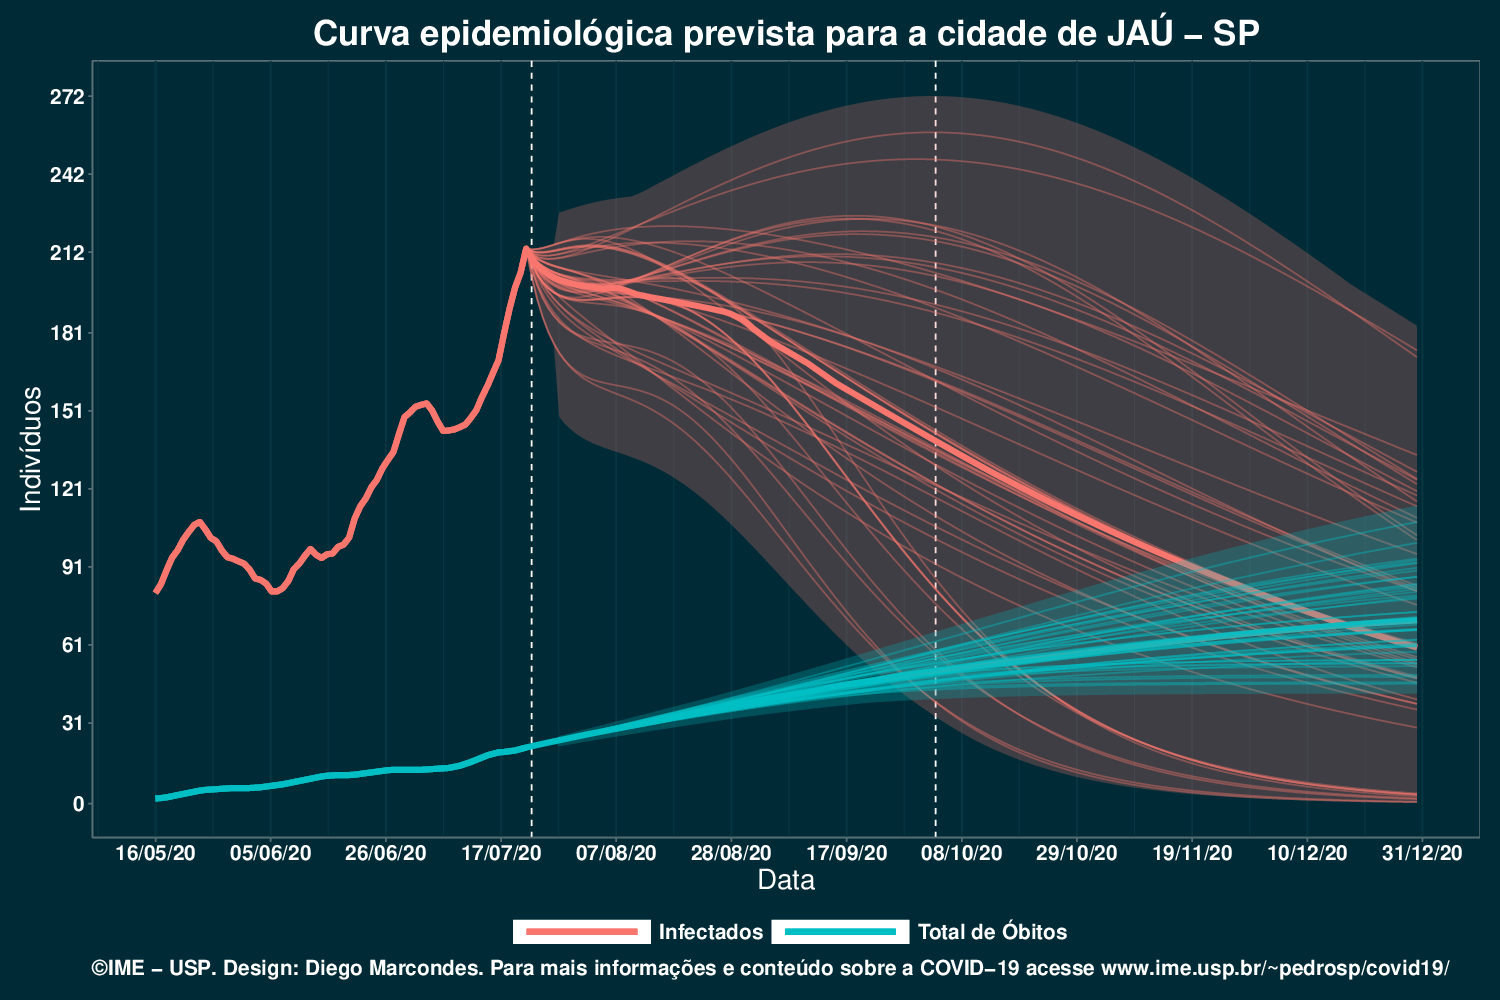 Curva epidemiológica prevista para a cidade de JAÚ − SP
272
242
212
181
151
121
91
61
31
0
Indivíduos
16/05/20 05/06/20 26/06/20 17/07/20 07/08/20 28/08/20 17/09/20 08/10/20 29/10/20 19/11/20 10/12/20 31/12/20
Data
Infectados Total de Óbitos
©IME − USP. Design: Diego Marcondes. Para mais informações e conteúdo sobre a COVID−19 acesse www.ime.usp.br/~pedrosp/covid19/